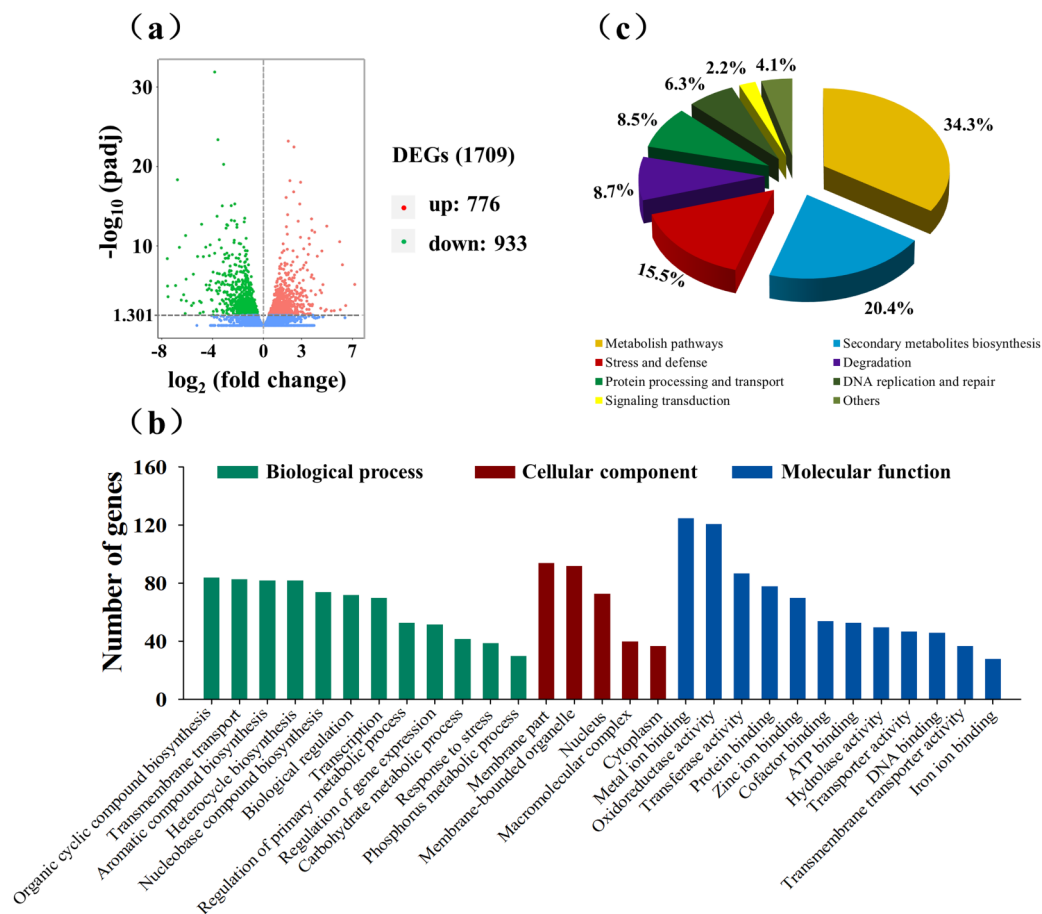 （a）
-log10 (padj)
30
20
10
1.301
-8
-4
0
3
7
log2 (fold change)
DEGs (1709)
up: 776
down: 933
（c）
34.3%
20.4%
15.5%
8.7%
8.5%
6.3%
2.2%
4.1%
Metabolish pathways
Secondary metabolites biosynthesis
Stress and defense
Degradation
Protein processing and transport
DNA replication and repair
Signaling transduction
Others
（b）
Number of genes
160
120
80
40
0
Biological process
Cellular component
Molecular function
Organic cyclic compound biosynthesis
Transmembrane transport
Aromatic compound biosynthesis
Heterocycle biosynthesis
Nucleobase compound biosynthesis
Biological regulation
Transcription
Regulation of primary metabolic process
Regulation of gene expression
Carbohydrate metabolic process
Response to stress
Phosphorus metabolic process
Membrane part
Membrane-bounded organelle
Nucleus
Macromolecular complex
Cytoplasm
Metal ion binding
Oxidoreductase activity
Transferase activity
Protein binding
Zinc ion binding
Cofactor binding
ATP binding
Hydrolase activity
Transporter activity
DNA binding
Transmembrane transporter activity
Iron ion binding